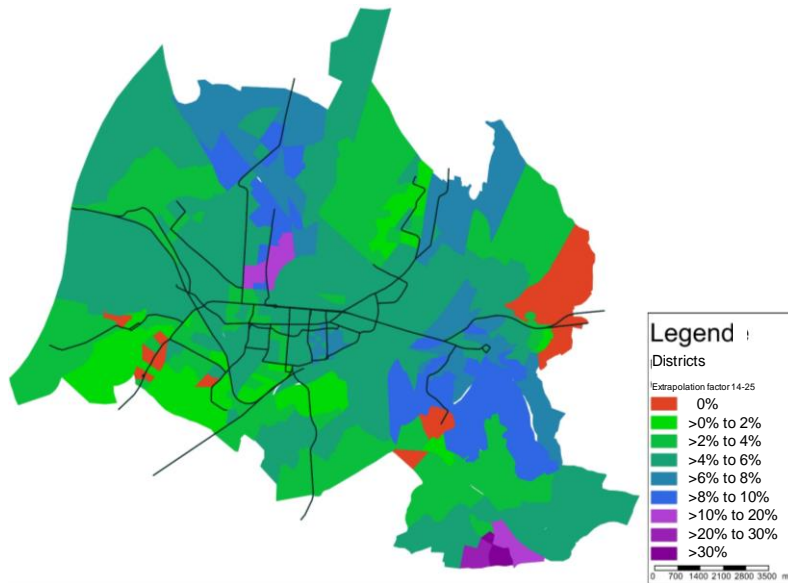 Legend
Districts
Extrapolation factor 14-25
0%
>0% to 2%
>2% to 4%
>4% to 6%
>6% to 8%
>8% to 10%
>10% to 20%
>20% to 30%
>30%
0 700 1400 2100 2800 3500 m